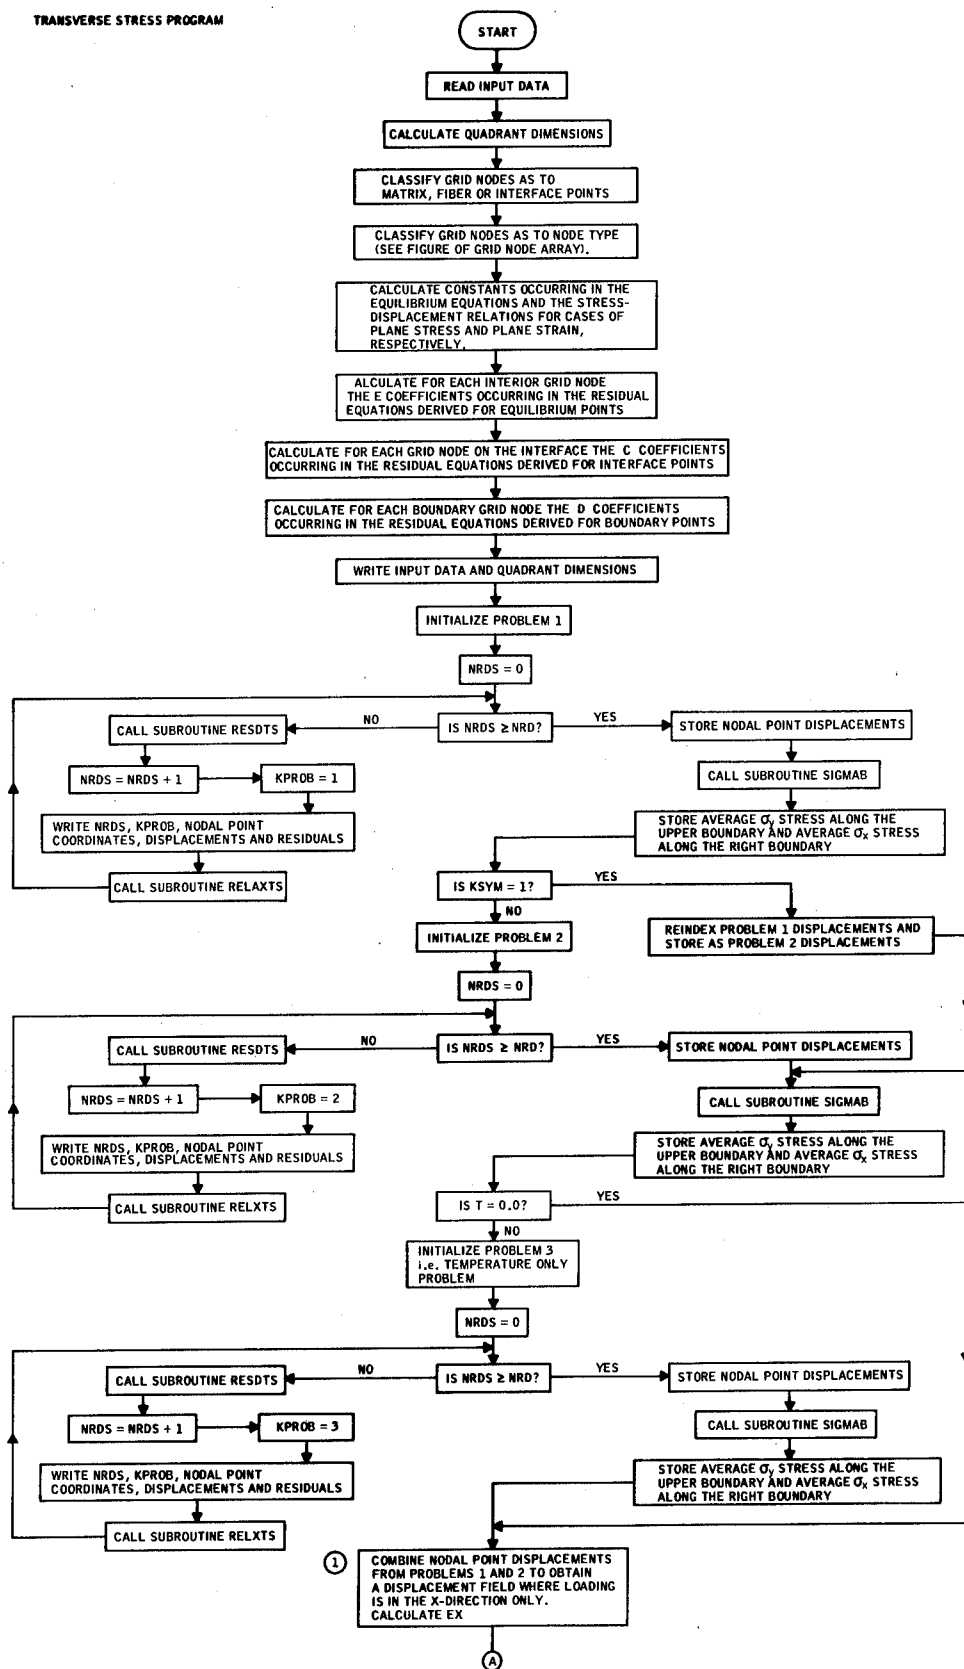 TRANSVERSE STRESS PROGRAM
START
READ INPUT DATA
CALCULATE QUADRANT DIMENSIONS
CLASSIFY GRID NODES AS TO
MATRIX, FIBER OR INTERFACE POINTS
CLASSIFY GRID NODES AS TO NODE TYPE
(SEE FIGURE OF GRID NODE ARRAY).
CALCULATE CONSTANTS OCCURRING IN THE
EQUILIBRIUM EQUATIONS AND THE STRESS-
DISPLACEMENT RELATIONS FOR CASES OF
PLANE STRESS AND PLANE STRAIN,
RESPECTIVELY.
ALCULATE FOR EACH INTERIOR GRID NODE
THE E COEFFICIENTS OCCURRING IN THE RESIDUAL
EQUATIONS DERIVED FOR EQUILIBRIUM POINTS
CALCULATE FOR EACH GRID NODE ON THE INTERFACE THE C COEFFICIENTS
OCCURRING IN THE RESIDUAL EQUATIONS DERIVED FOR INTERFACE POINTS
CALCULATE FOR EACH BOUNDARY GRID NODE THE D COEFFICIENTS
OCCURRING IN THE RESIDUAL EQUATIONS DERIVED FOR BOUNDARY POINTS
WRITE INPUT DATA AND QUADRANT DIMENSIONS
INITIALIZE PROBLEM 1
NRDS = 0
IS NRDS ≥ NRD?
NO
YES
CALL SUBROUTINE RESDTS
NRDS = NRDS + 1
KPROB = 1
WRITE NRDS, KPROB, NODAL POINT
COORDINATES, DISPLACEMENTS AND RESIDUALS
CALL SUBROUTINE RELAXTS
STORE NODAL POINT DISPLACEMENTS
CALL SUBROUTINE SIGMAB
STORE AVERAGE σy STRESS ALONG THE
UPPER BOUNDARY AND AVERAGE σx STRESS
ALONG THE RIGHT BOUNDARY
IS KSYM = 1?
YES
NO
REINDEX PROBLEM 1 DISPLACEMENTS AND
STORE AS PROBLEM 2 DISPLACEMENTS
INITIALIZE PROBLEM 2
NRDS = 0
IS NRDS ≥ NRD?
NO
YES
CALL SUBROUTINE RESDTS
NRDS = NRDS + 1
KPROB = 2
WRITE NRDS, KPROB, NODAL POINT
COORDINATES, DISPLACEMENTS AND RESIDUALS
CALL SUBROUTINE RELXTS
STORE NODAL POINT DISPLACEMENTS
CALL SUBROUTINE SIGMAB
STORE AVERAGE σy STRESS ALONG THE
UPPER BOUNDARY AND AVERAGE σx STRESS
ALONG THE RIGHT BOUNDARY
IS T = 0.0?
YES
NO
INITIALIZE PROBLEM 3
i.e. TEMPERATURE ONLY
PROBLEM
NRDS = 0
IS NRDS ≥ NRD?
NO
YES
CALL SUBROUTINE RESDTS
NRDS = NRDS + 1
KPROB = 3
WRITE NRDS, KPROB, NODAL POINT
COORDINATES, DISPLACEMENTS AND RESIDUALS
CALL SUBROUTINE RELXTS
STORE NODAL POINT DISPLACEMENTS
CALL SUBROUTINE SIGMAB
STORE AVERAGE σy STRESS ALONG THE
UPPER BOUNDARY AND AVERAGE σx STRESS
ALONG THE RIGHT BOUNDARY
1
COMBINE NODAL POINT DISPLACEMENTS
FROM PROBLEMS 1 AND 2 TO OBTAIN
A DISPLACEMENT FIELD WHERE LOADING
IS IN THE X-DIRECTION ONLY.
CALCULATE EX
A